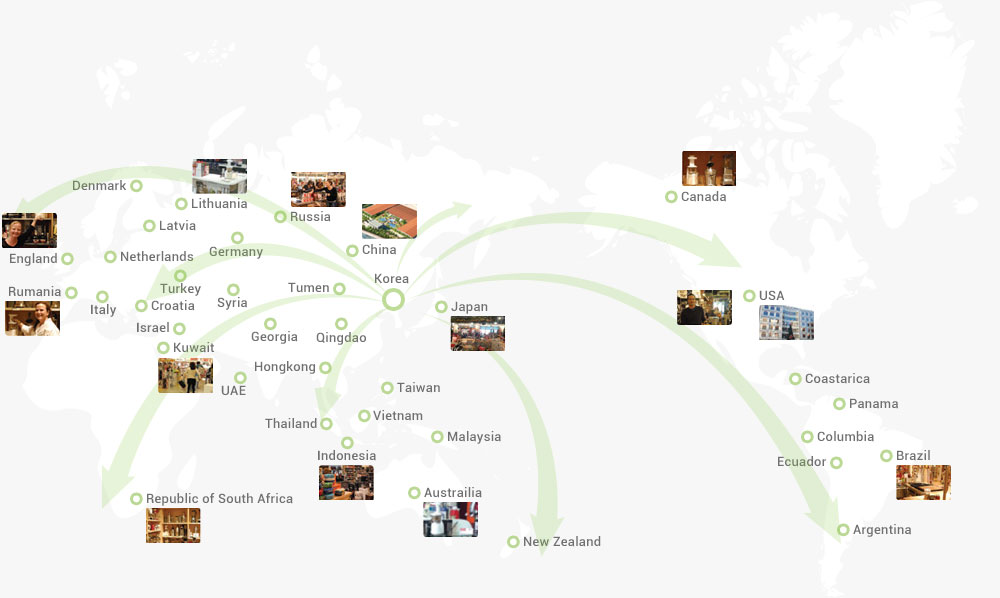 Denmark
Lithuania
Russia
Canada
Latvia
China
Germany
England
Netherlands
Korea
Rumania
Turkey
Tumen
USA
Italy
Croatia
Syria
Japan
Israel
Georgia
Qingdao
Kuwait
Hongkong
UAE
Taiwan
Coastarica
Panama
Thailand
Vietnam
Malaysia
Columbia
Indonesia
Ecuador
Brazil
Republic of South Africa
Austrailia
Argentina
New Zealand